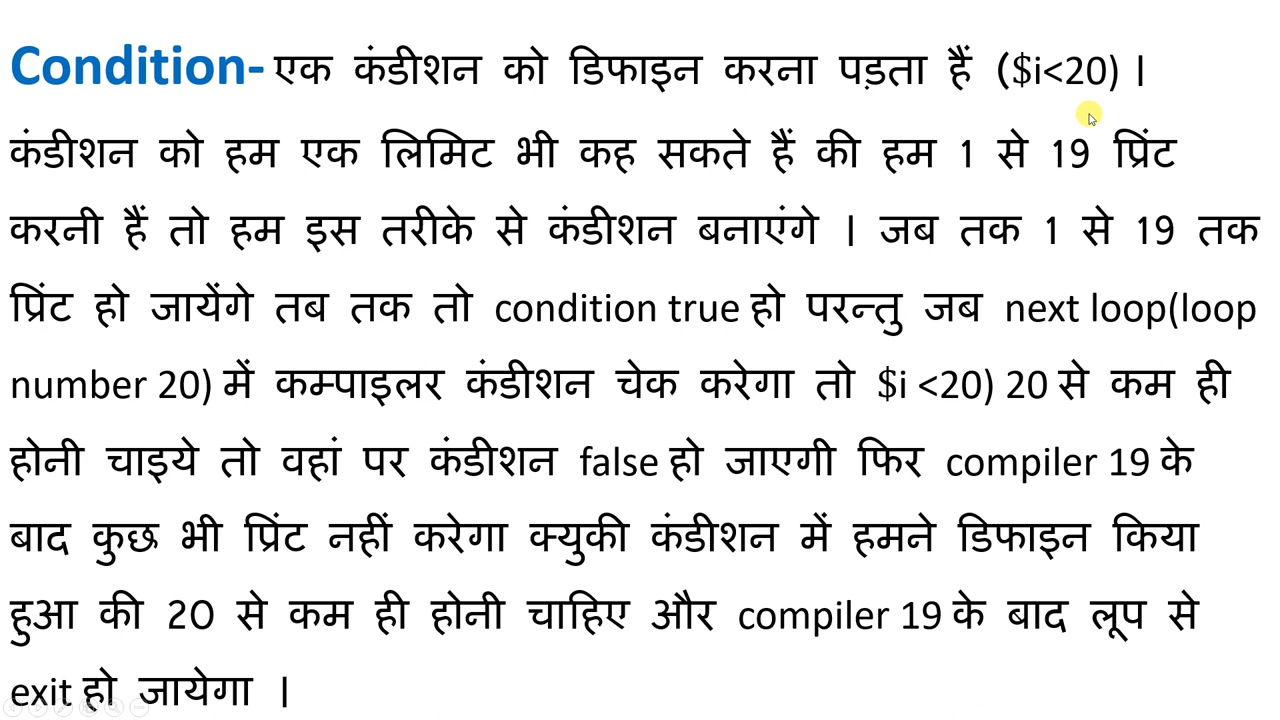 Condition- एक कंडीशन को डिफाइन करना पड़ता हैं ($i<20) ।
कंडीशन को हम एक लिमिट भी कह सकते हैं की हम 1 से 19 प्रिंट
करनी हैं तो हम इस तरीके से कंडीशन बनाएंगे । जब तक 1 से 19 तक
प्रिंट हो जायेंगे तब तक तो condition true हो परन्तु जब next loop(loop
number 20) में कम्पाइलर कंडीशन चेक करेगा तो $i <20) 20 से कम ही
होनी चाइये तो वहां पर कंडीशन false हो जाएगी फिर compiler 19 के
बाद कुछ भी प्रिंट नहीं करेगा क्युकी कंडीशन में हमने डिफाइन किया
हुआ की 20 से कम ही होनी चाहिए और compiler 19 के बाद लूप से
exit हो जायेगा ।